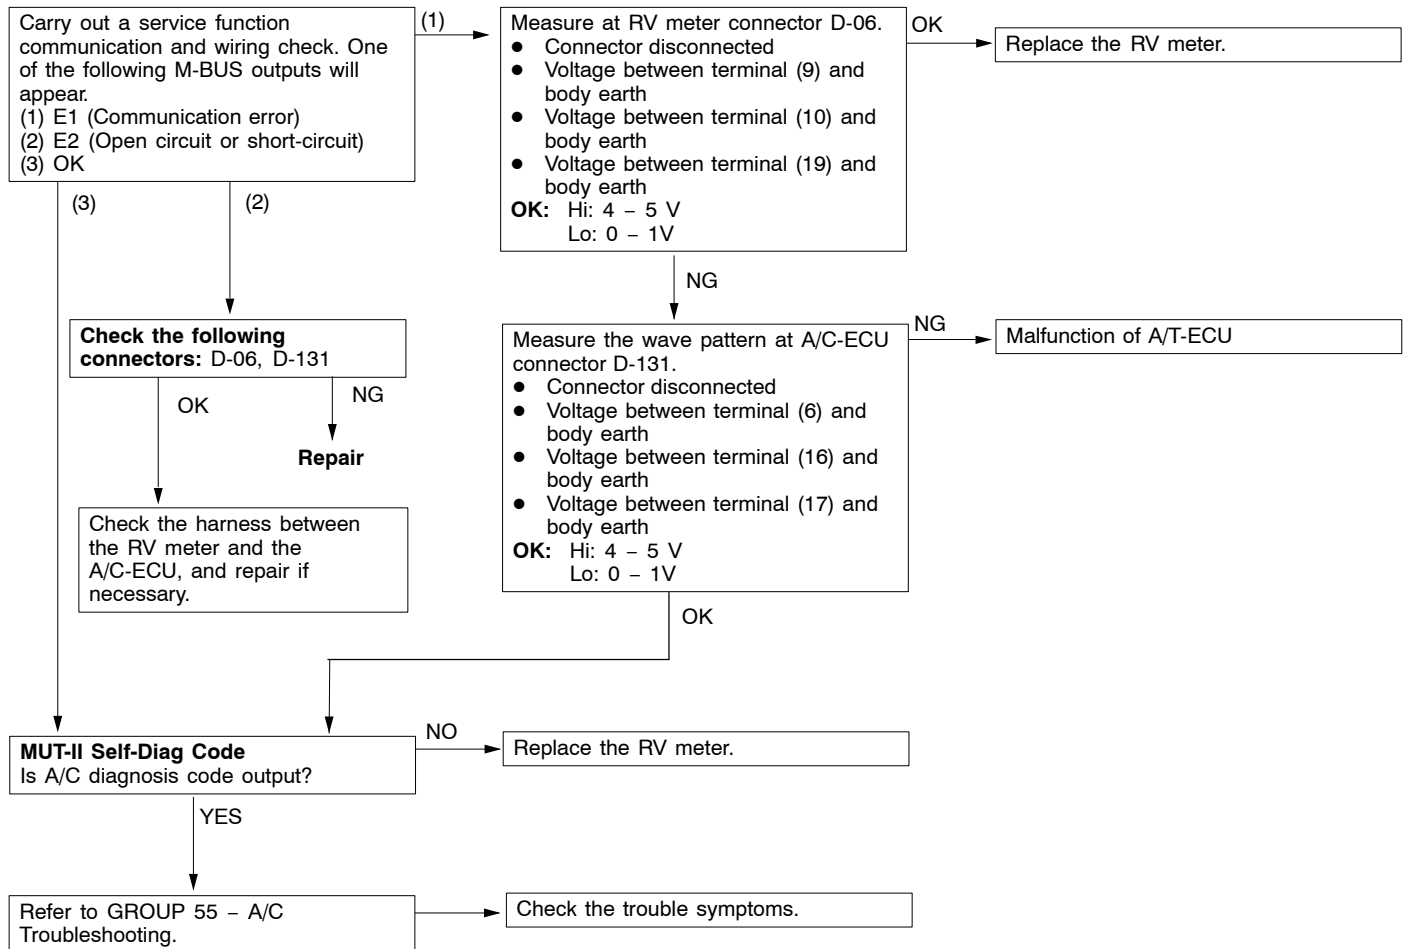 Carry out a service function
communication and wiring check. One
of the following M-BUS outputs will
appear.
(1) E1 (Communication error)
(2) E2 (Open circuit or short-circuit)
(3) OK
(1)
Measure at RV meter connector D-06.
● Connector disconnected
● Voltage between terminal (9) and
body earth
● Voltage between terminal (10) and
body earth
● Voltage between terminal (19) and
body earth
OK: Hi: 4 – 5 V
Lo: 0 – 1V
OK
Replace the RV meter.
(3)
(2)
NG
Check the following
connectors: D-06, D-131
OK
NG
Repair
Check the harness between
the RV meter and the
A/C-ECU, and repair if
necessary.
Measure the wave pattern at A/C-ECU
connector D-131.
● Connector disconnected
● Voltage between terminal (6) and
body earth
● Voltage between terminal (16) and
body earth
● Voltage between terminal (17) and
body earth
OK: Hi: 4 – 5 V
Lo: 0 – 1V
NG
Malfunction of A/T-ECU
OK
MUT-II Self-Diag Code
Is A/C diagnosis code output?
NO
Replace the RV meter.
YES
Refer to GROUP 55 – A/C
Troubleshooting.
Check the trouble symptoms.